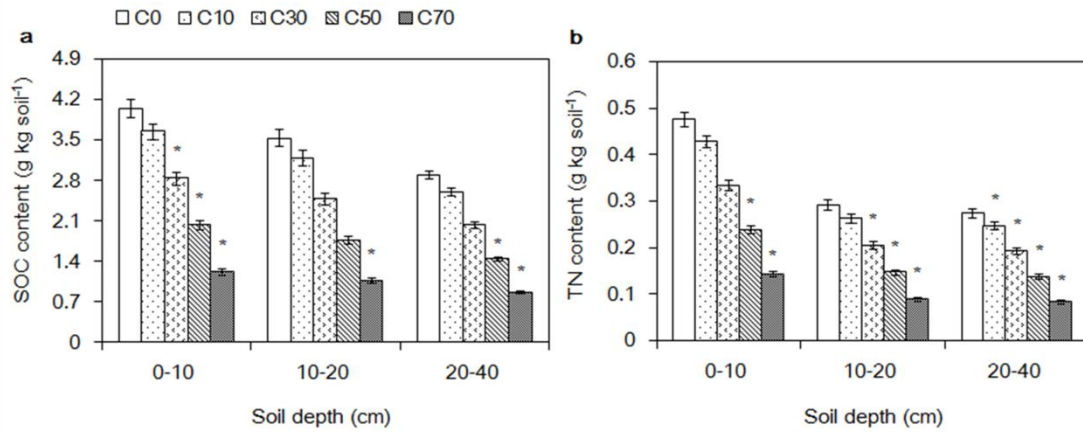 C0 C10 C30 C50 C70
a
SOC content (g kg soil⁻¹)
4.9
4.2
3.5
2.8
2.1
1.4
0.7
0
* * *
*
* *
0-10 10-20 20-40
Soil depth (cm)
b
TN content (g kg soil⁻¹)
0.6
0.5
0.4
0.3
0.2
0.1
0
* *
* * *
* * * *
0-10 10-20 20-40
Soil depth (cm)